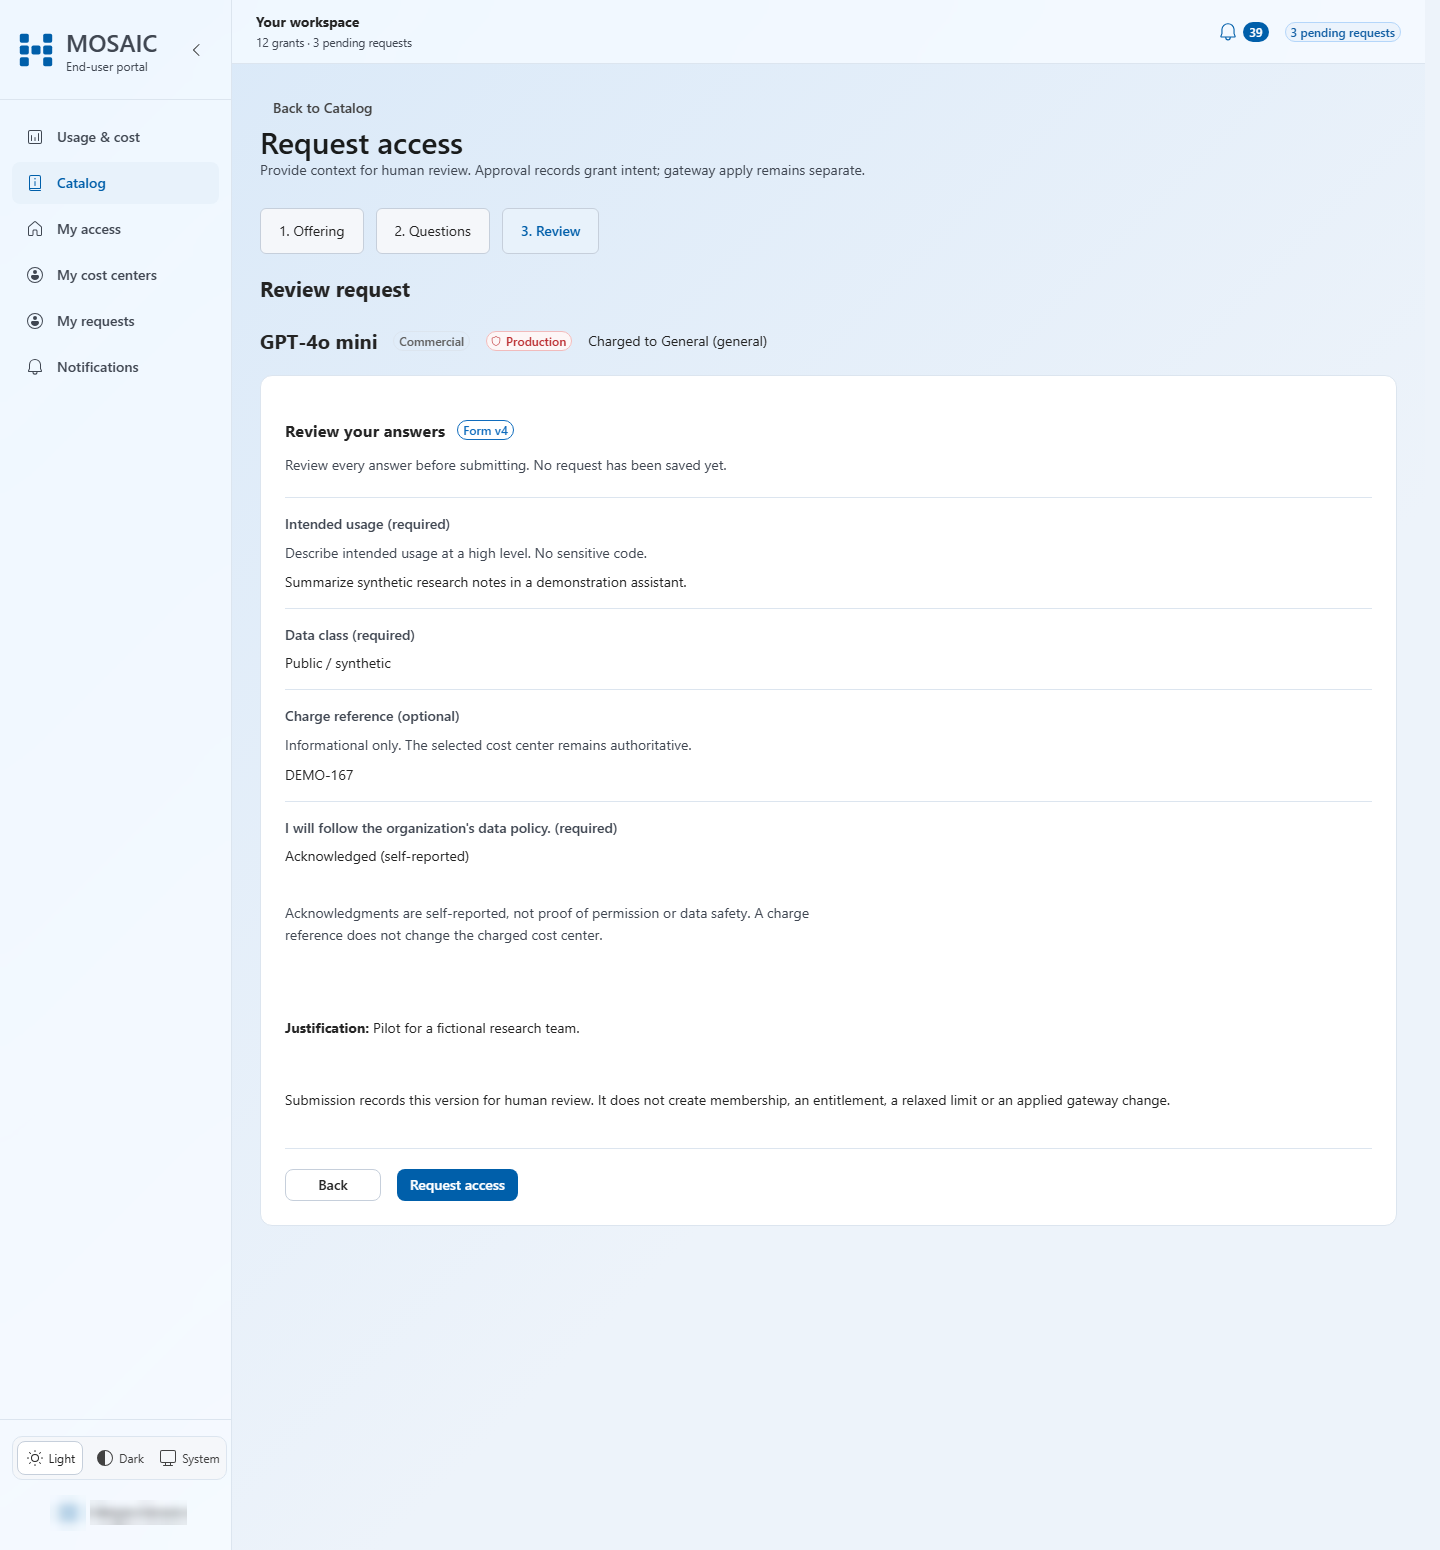 MOSAIC
End-user portal
Usage & cost
Catalog
My access
My cost centers
My requests
Notifications
Light
Dark
System
Your workspace
12 grants · 3 pending requests
39
3 pending requests
Back to Catalog
Request access
Provide context for human review. Approval records grant intent; gateway apply remains separate.
1. Offering
2. Questions
3. Review
Review request
GPT-4o mini
Commercial
Production
Charged to General (general)
Review your answers
Form v4
Review every answer before submitting. No request has been saved yet.
Intended usage (required)
Describe intended usage at a high level. No sensitive code.
Summarize synthetic research notes in a demonstration assistant.
Data class (required)
Public / synthetic
Charge reference (optional)
Informational only. The selected cost center remains authoritative.
DEMO-167
I will follow the organization's data policy. (required)
Acknowledged (self-reported)
Acknowledgments are self-reported, not proof of permission or data safety. A charge
reference does not change the charged cost center.
Justification: Pilot for a fictional research team.
Submission records this version for human review. It does not create membership, an entitlement, a relaxed limit or an applied gateway change.
Back
Request access